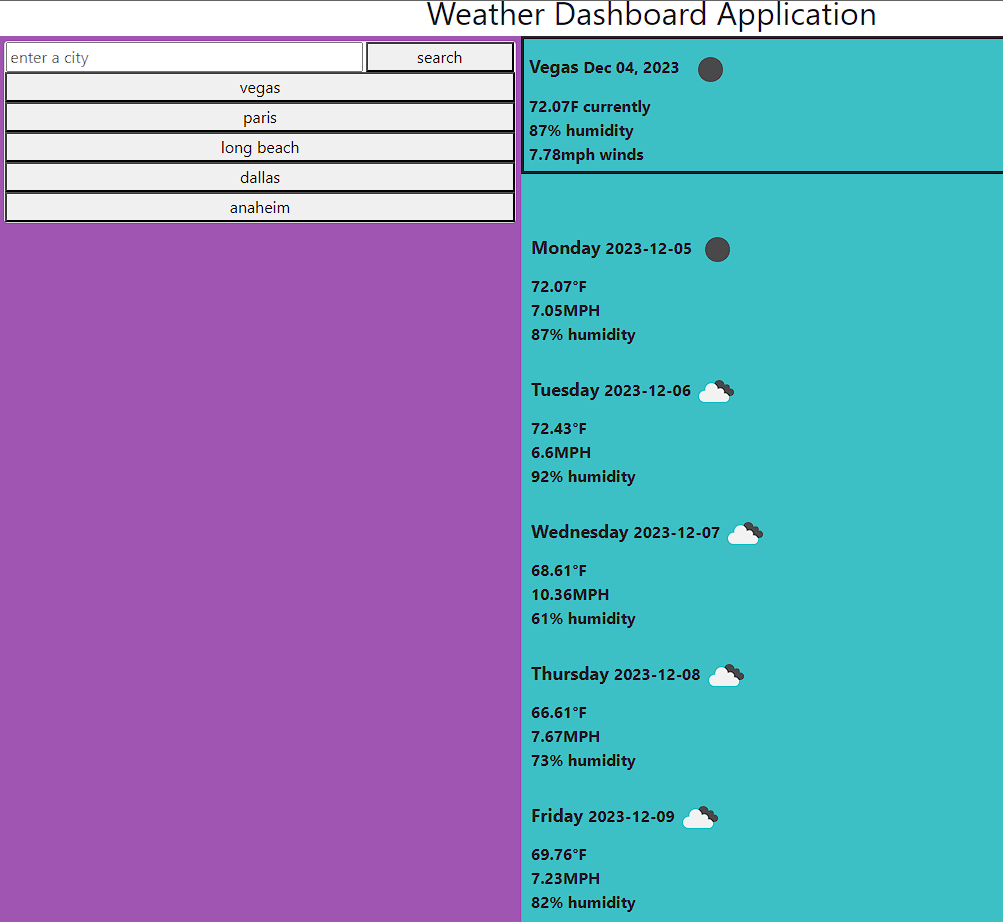 Weather Dashboard Application
enter a city
search
vegas
paris
long beach
dallas
anaheim
Vegas Dec 04, 2023
72.07F currently
87% humidity
7.78mph winds
Monday 2023-12-05
72.07°F
7.05MPH
87% humidity
Tuesday 2023-12-06
72.43°F
6.6MPH
92% humidity
Wednesday 2023-12-07
68.61°F
10.36MPH
61% humidity
Thursday 2023-12-08
66.61°F
7.67MPH
73% humidity
Friday 2023-12-09
69.76°F
7.23MPH
82% humidity